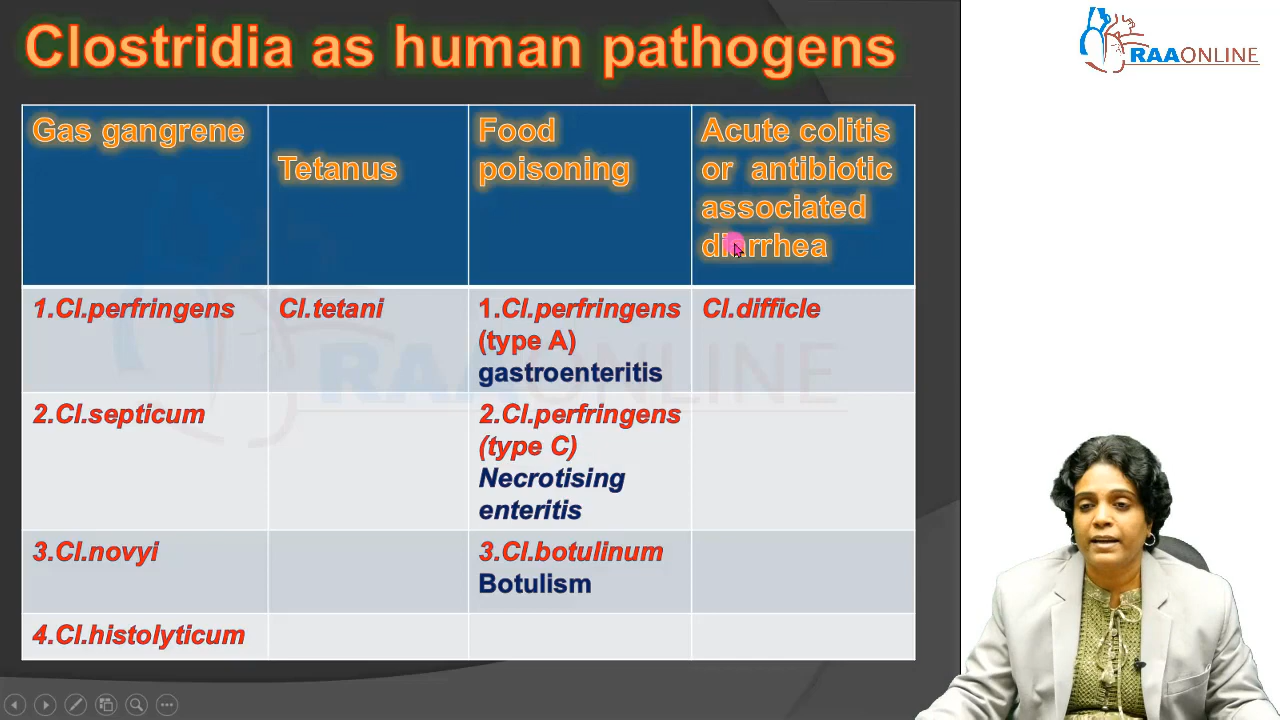 Clostridia as human pathogens
RAAONLINE
Gas gangrene
Tetanus
Food
poisoning
Acute colitis
or antibiotic
associated
diarrhea
1.Cl.perfringens
Cl.tetani
1.Cl.perfringens
(type A)
gastroenteritis
Cl.difficle
2.Cl.septicum
2.Cl.perfringens
(type C)
Necrotising
enteritis
3.Cl.novyi
3.Cl.botulinum
Botulism
4.Cl.histolyticum
RAAONLINE